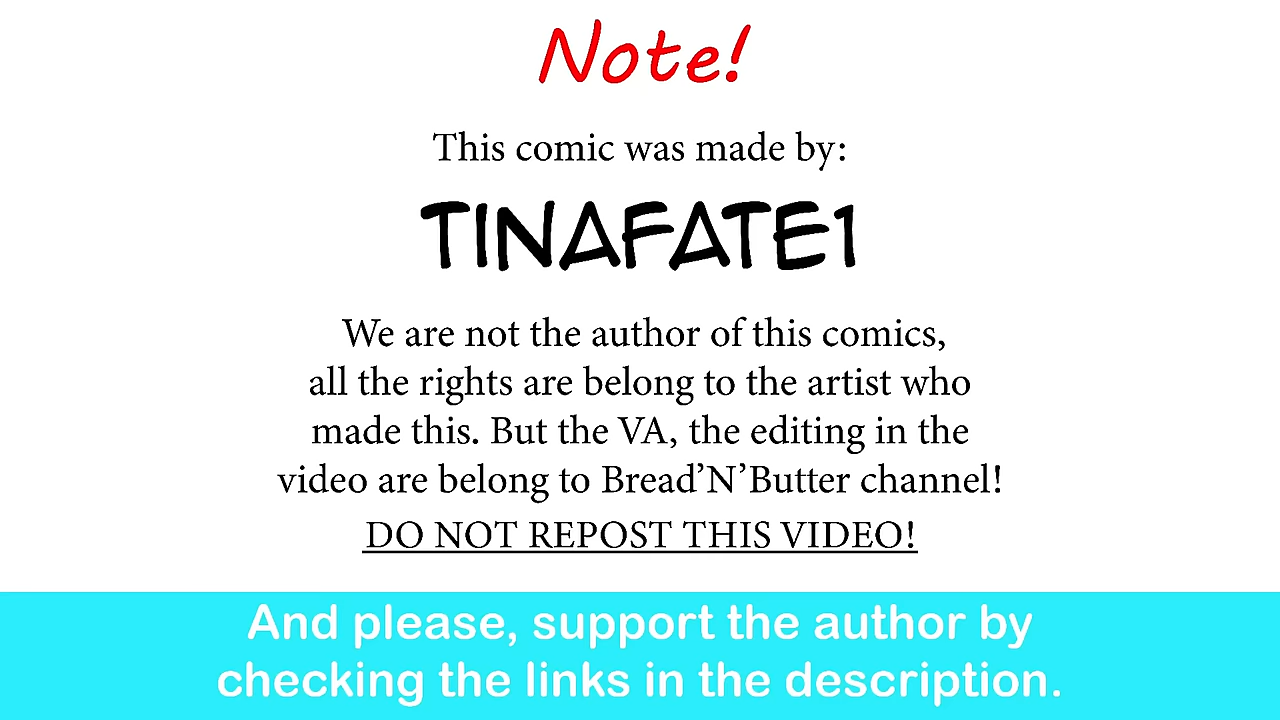 Note!
This comic was made by:
TINAFATE1
We are not the author of this comics,
all the rights are belong to the artist who
made this. But the VA, the editing in the
video are belong to Bread’N’Butter channel!
DO NOT REPOST THIS VIDEO!
And please, support the author by
checking the links in the description.